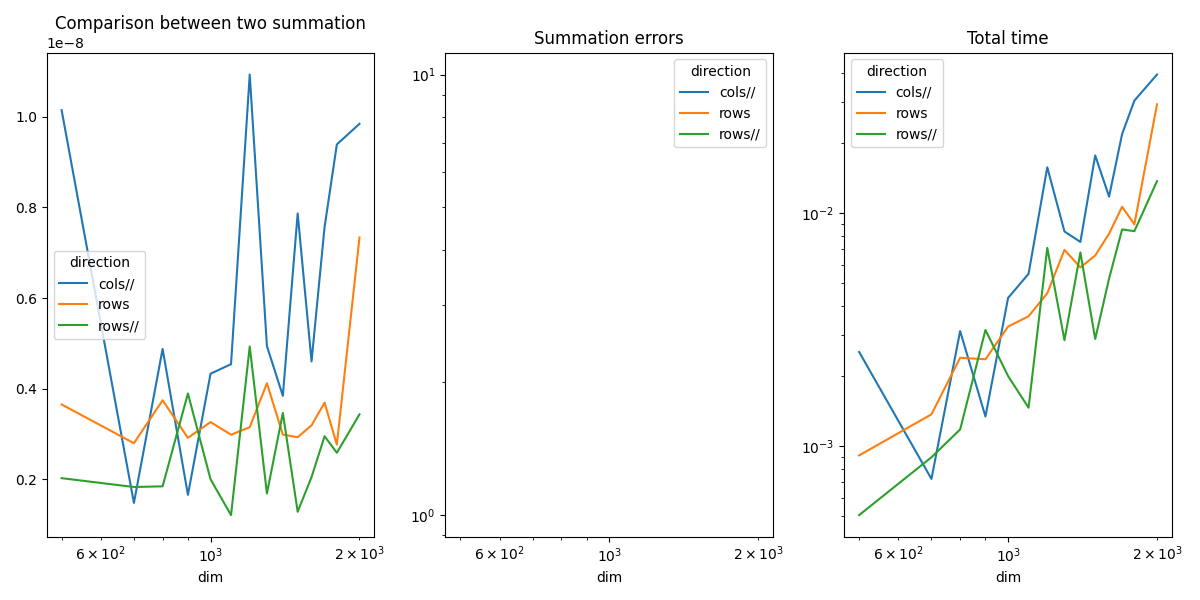 Comparison between two summation
1e−8
1.0
0.8
0.6
0.4
0.2
direction
cols//
rows
rows//
6 × 10²
10³
2 × 10³
dim
Summation errors
10¹
10⁰
direction
cols//
rows
rows//
6 × 10²
10³
2 × 10³
dim
Total time
10⁻²
10⁻³
direction
cols//
rows
rows//
6 × 10²
10³
2 × 10³
dim